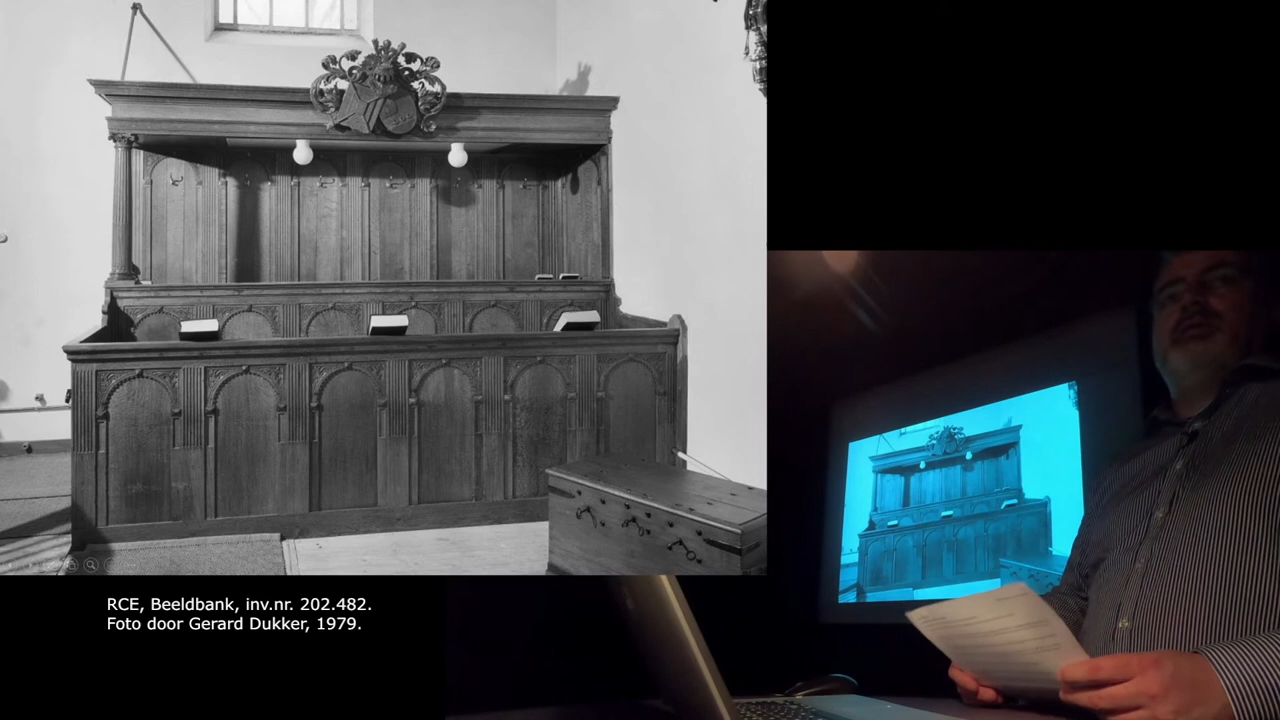 RCE, Beeldbank, inv.nr. 202.482.
Foto door Gerard Dukker, 1979.